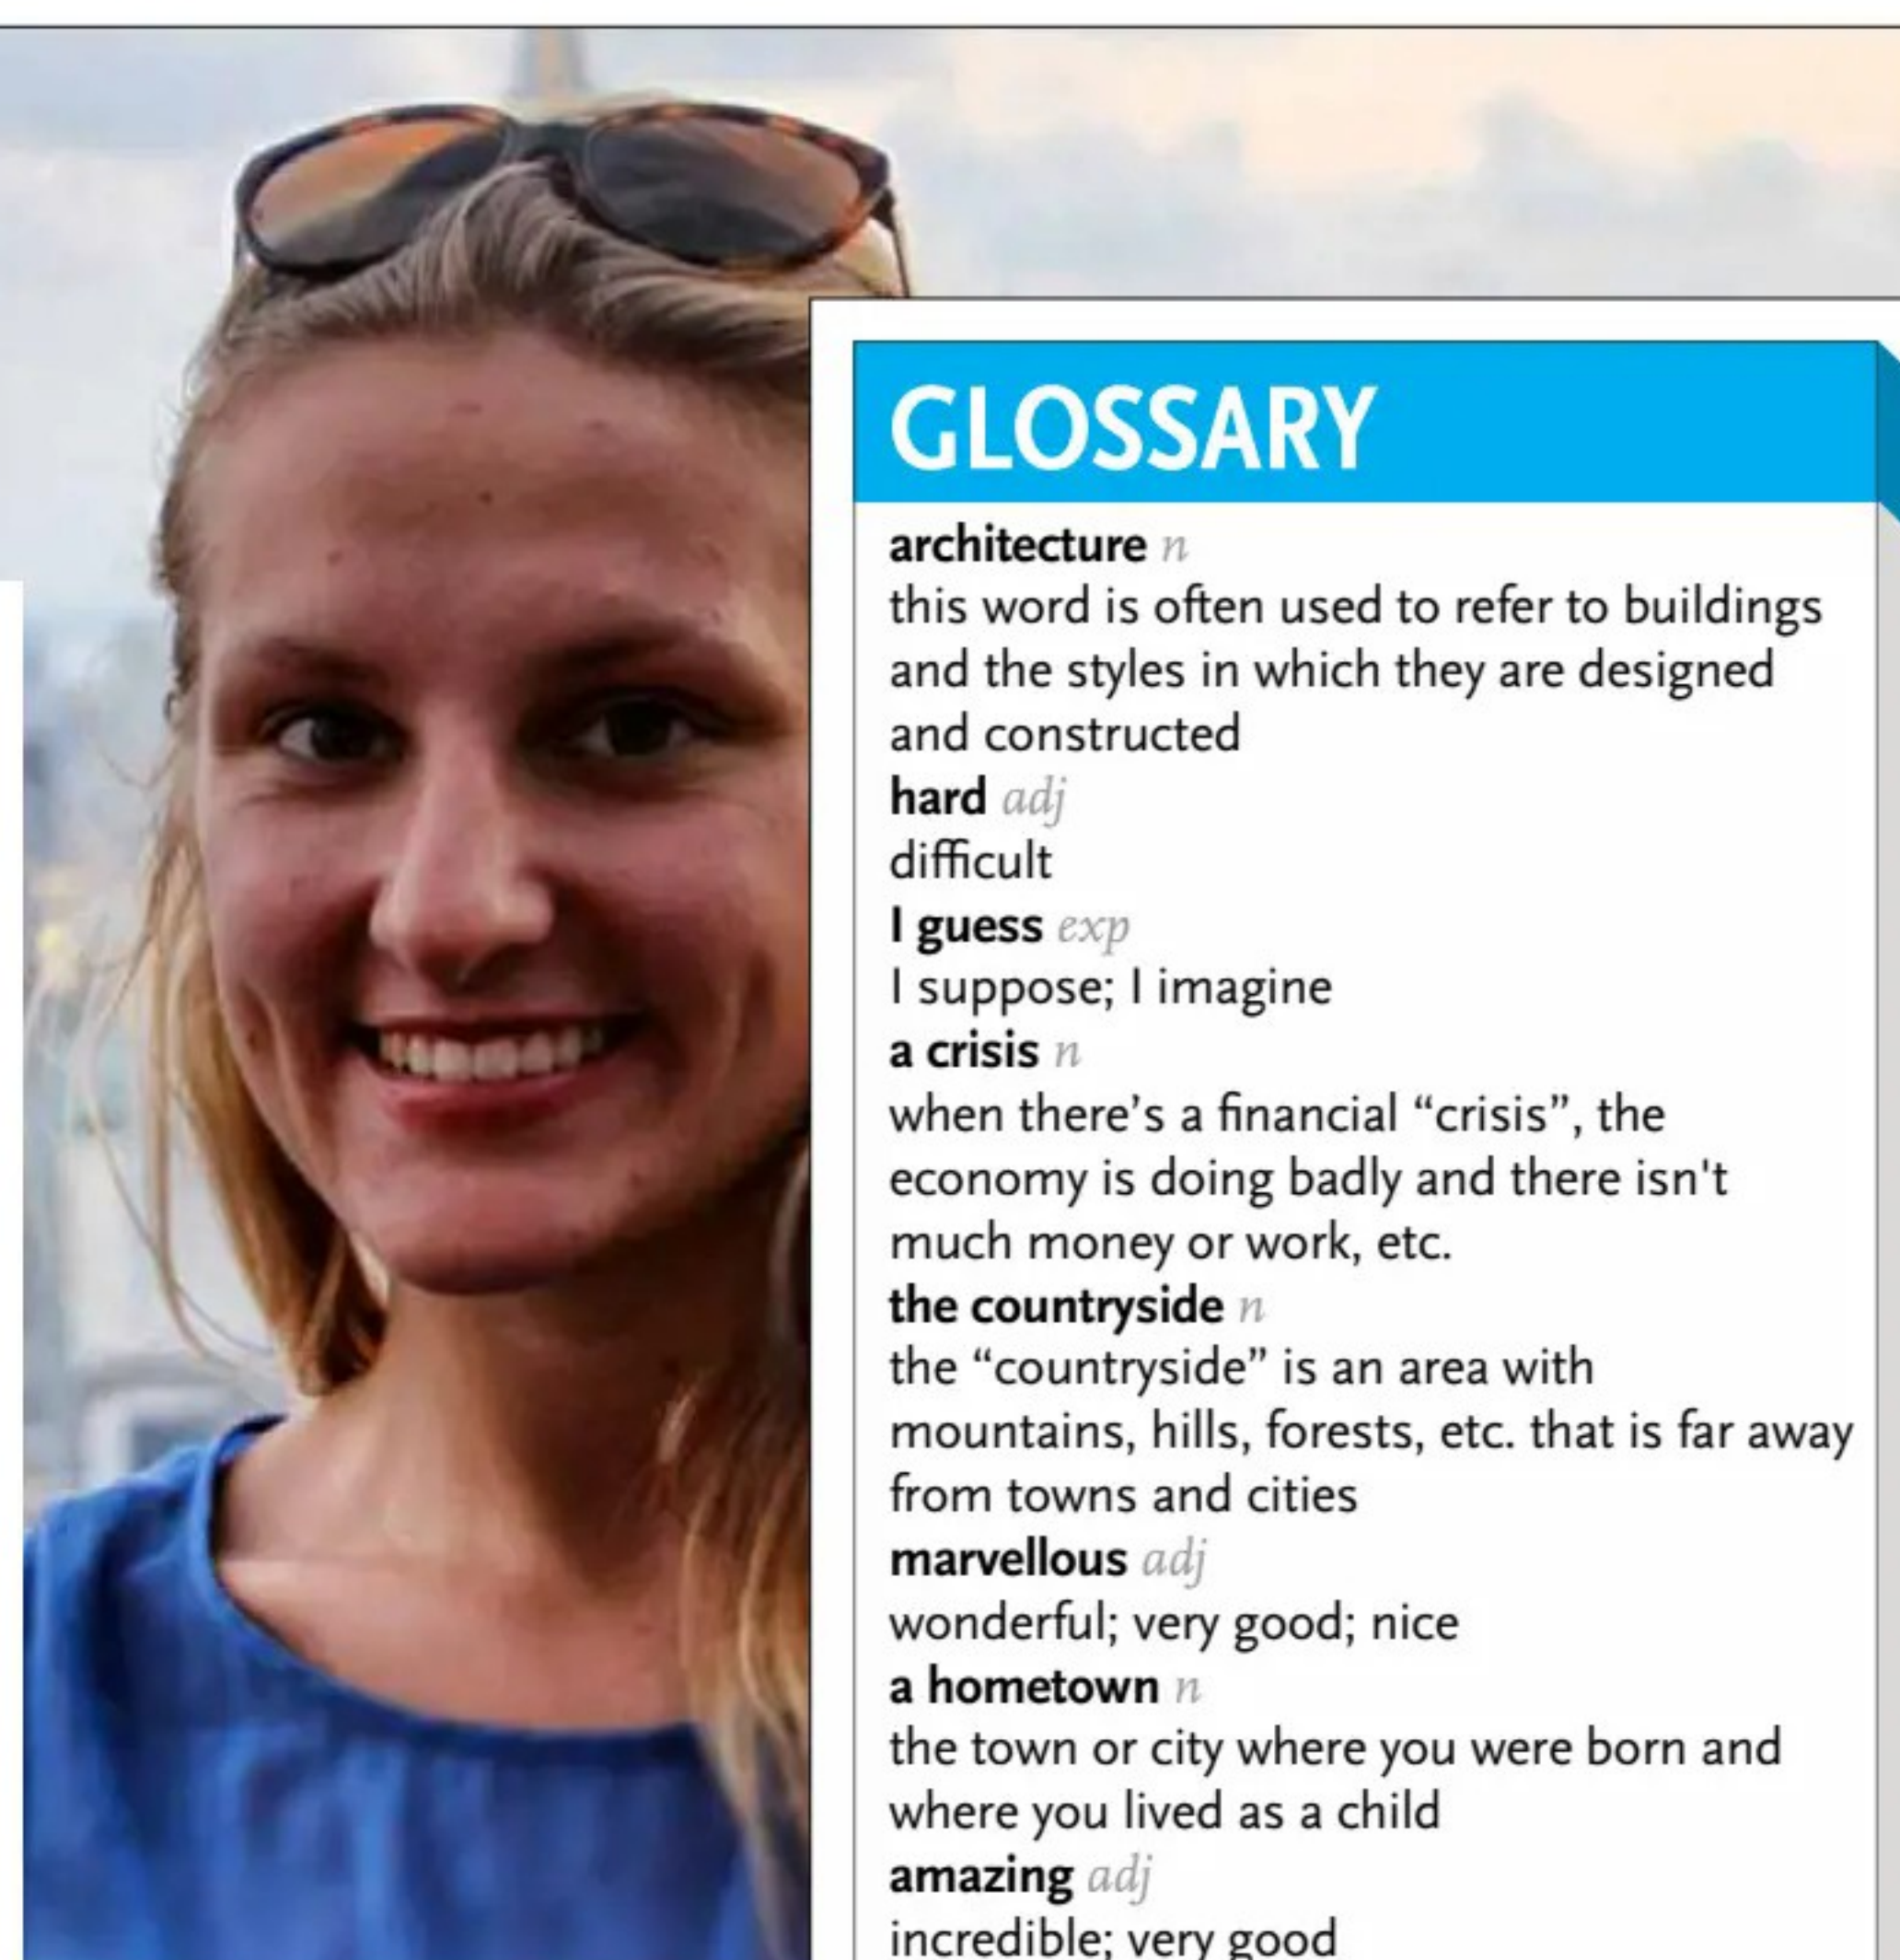 GLOSSARY
architecture n
this word is often used to refer to buildings
and the styles in which they are designed
and constructed
hard adj
difficult
I guess exp
I suppose; I imagine
a crisis n
when there’s a financial “crisis”, the
economy is doing badly and there isn't
much money or work, etc.
the countryside n
the “countryside” is an area with
mountains, hills, forests, etc. that is far away
from towns and cities
marvellous adj
wonderful; very good; nice
a hometown n
the town or city where you were born and
where you lived as a child
amazing adj
incredible; very good